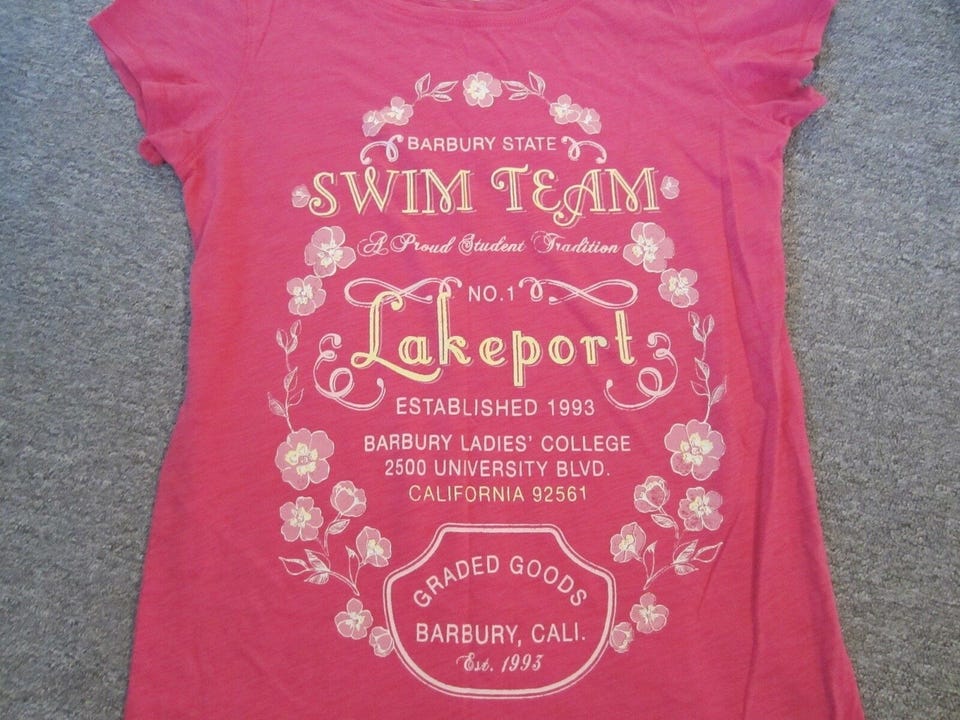 BARBURY STATE
SWIM TEAM
A Proud Student Tradition
NO.1
Lakeport
ESTABLISHED 1993
BARBURY LADIES' COLLEGE
2500 UNIVERSITY BLVD.
CALIFORNIA 92561
GRADED GOODS
BARBURY, CALI.
Est. 1993